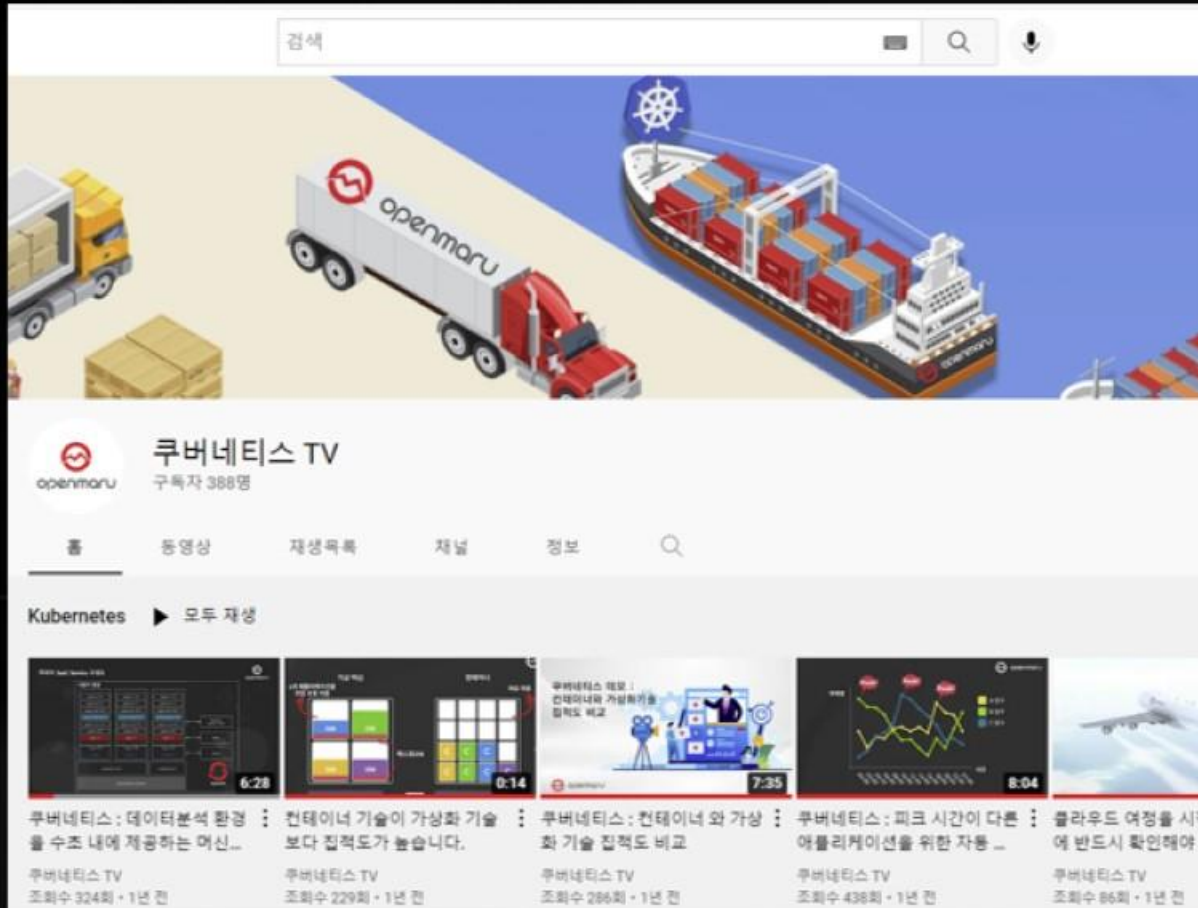 검색
openmaru
openmaru
openmaru
쿠버네티스 TV
구독자 388명
홈 동영상 재생목록 채널 정보
Kubernetes ▶ 모두 재생
가상 머신
컨테이너
쿠버네티스 데모 :
컨테이너와 가상화기술
집적도 비교
6:28
0:14
7:35
8:04
쿠버네티스 : 데이터분석 환경
을 수초 내에 제공하는 머신...
쿠버네티스 TV
조회수 324회 • 1년 전
컨테이너 기술이 가상화 기술
보다 집적도가 높습니다.
쿠버네티스 TV
조회수 229회 • 1년 전
쿠버네티스 : 컨테이너 와 가상
화 기술 집적도 비교
쿠버네티스 TV
조회수 286회 • 1년 전
쿠버네티스 : 피크 시간이 다른
애플리케이션을 위한 자동 ...
쿠버네티스 TV
조회수 438회 • 1년 전
클라우드 여정을 시
에 반드시 확인해야
쿠버네티스 TV
조회수 86회 • 1년 전